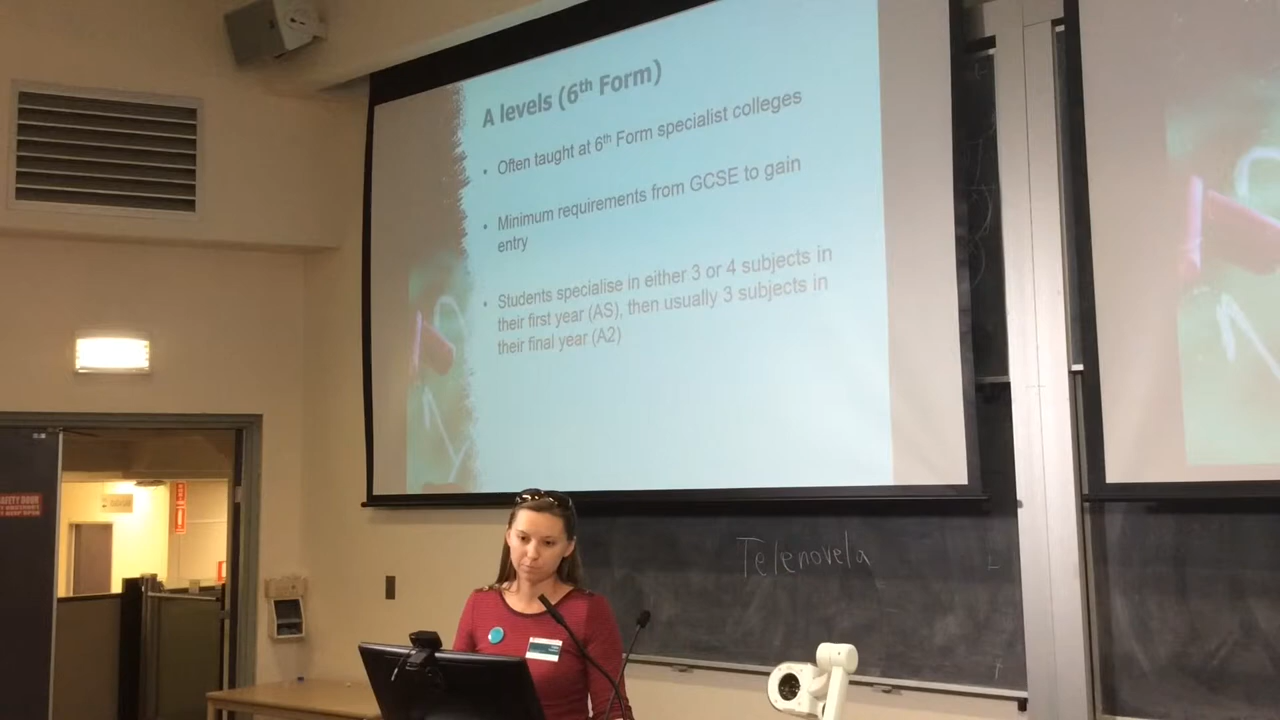 A levels (6th Form)
• Often taught at 6th Form specialist colleges
• Minimum requirements from GCSE to gain
entry
• Students specialise in either 3 or 4 subjects in
their first year (AS), then usually 3 subjects in
their final year (A2)
Telenovela